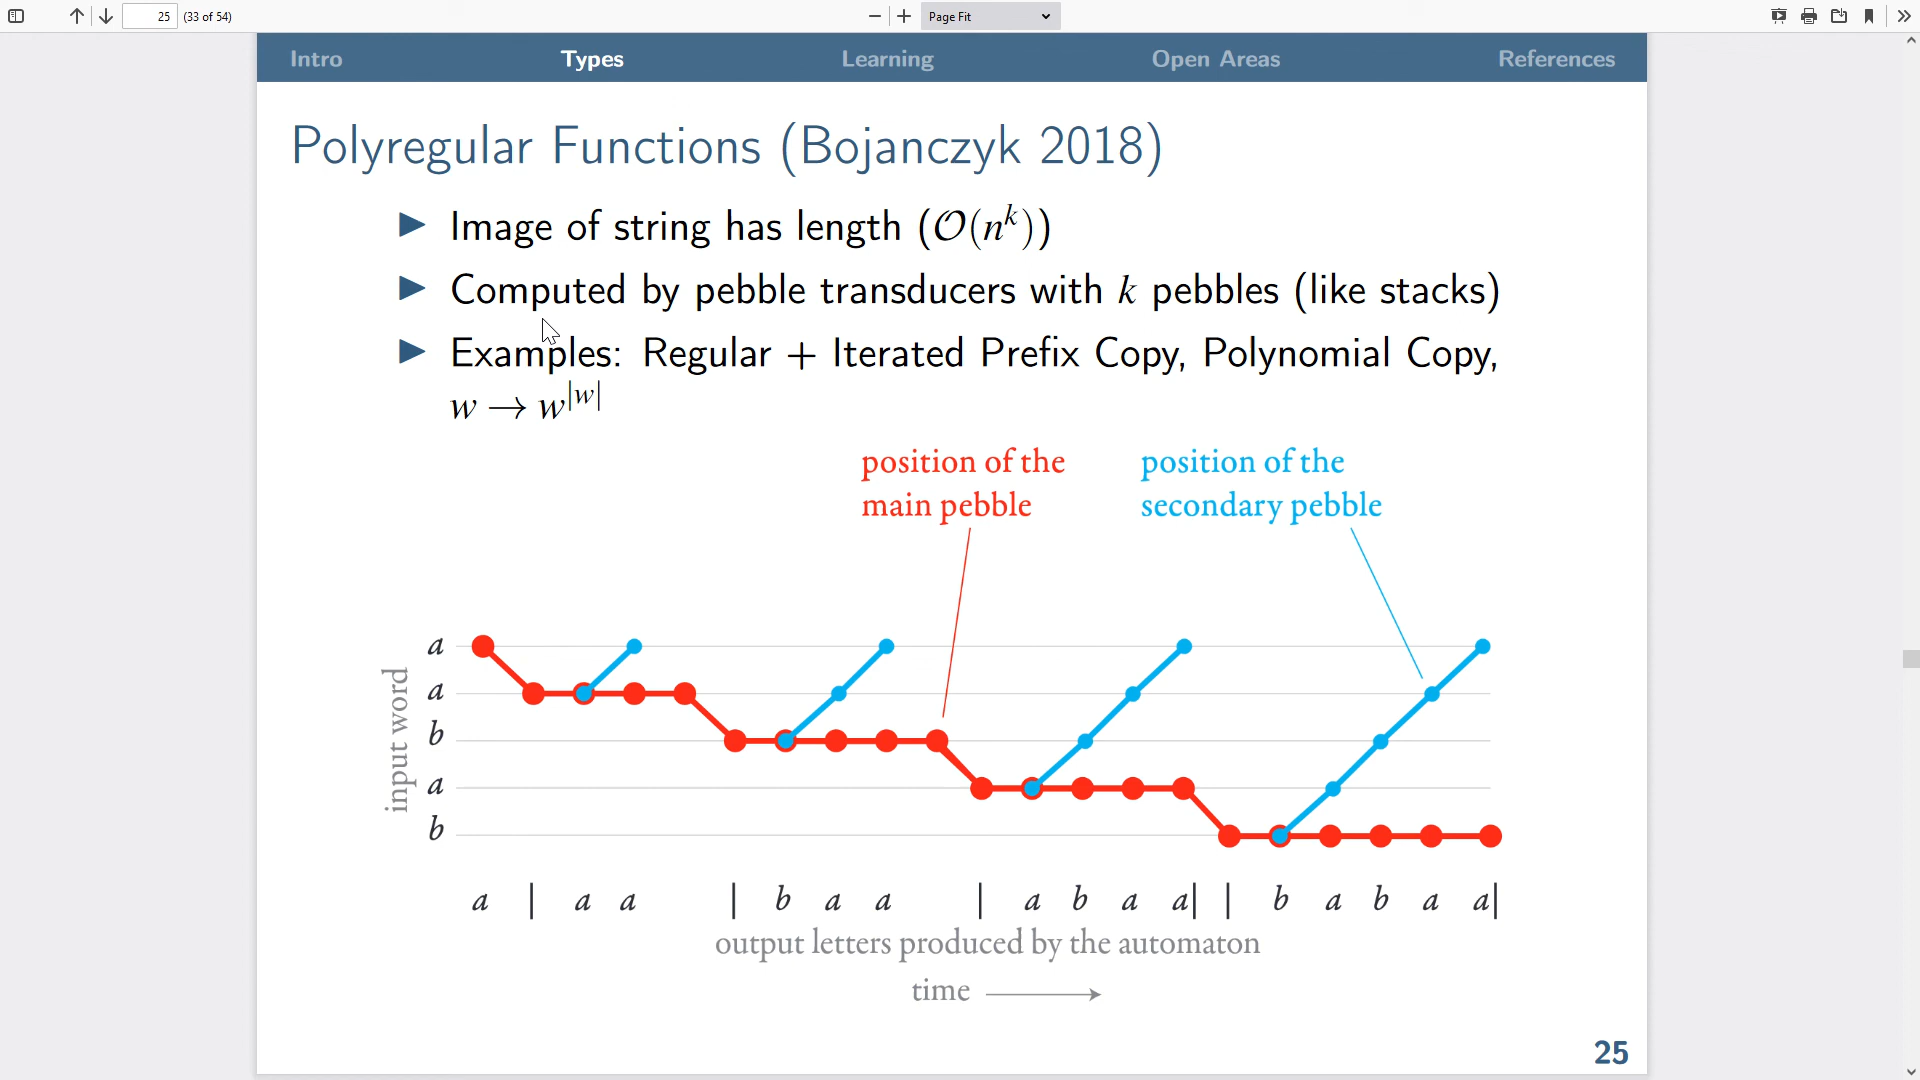 25 (33 of 54) Page Fit
Intro Types Learning Open Areas References
Polyregular Functions (Bojanczyk 2018)
Image of string has length (𝒪(n^k))
Computed by pebble transducers with k pebbles (like stacks)
Examples: Regular + Iterated Prefix Copy, Polynomial Copy,
w → w^|w|
position of the
main pebble
position of the
secondary pebble
input word
a
a
b
a
b
a | a a | b a a | a b a a| | b a b a a|
output letters produced by the automaton
time
25